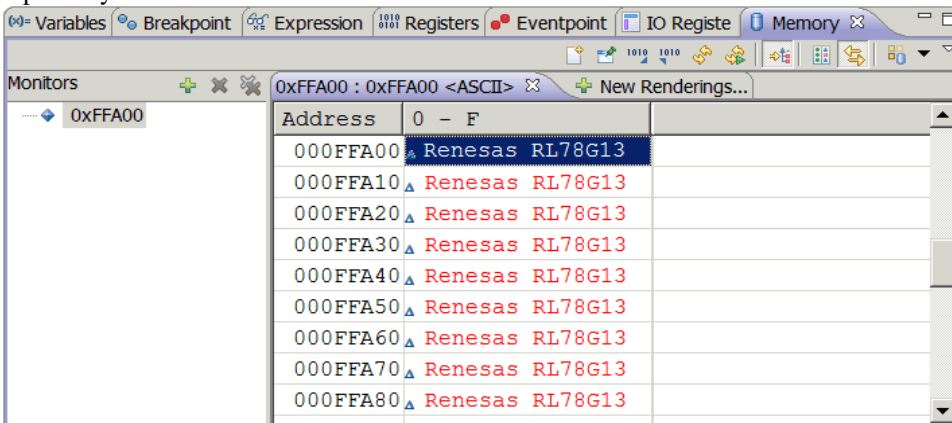 (x)= Variables Breakpoint Expression Registers Eventpoint IO Registe Memory
Monitors 0xFFA00 : 0xFFA00 <ASCII> New Renderings...
0xFFA00
Address 0 - F
000FFA00 Renesas RL78G13
000FFA10 Renesas RL78G13
000FFA20 Renesas RL78G13
000FFA30 Renesas RL78G13
000FFA40 Renesas RL78G13
000FFA50 Renesas RL78G13
000FFA60 Renesas RL78G13
000FFA70 Renesas RL78G13
000FFA80 Renesas RL78G13